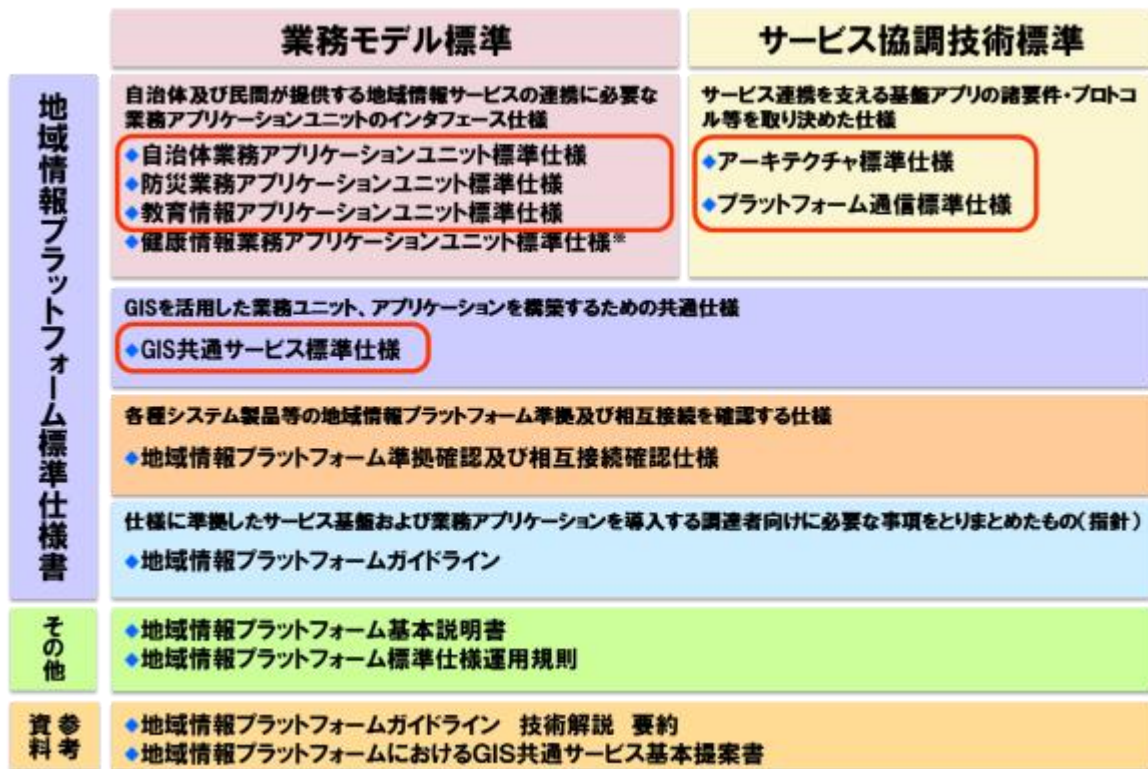 業務モデル標準
サービス協調技術標準
地域情報プラットフォーム標準仕様書
自治体及び民間が提供する地域情報サービスの連携に必要な
業務アプリケーションユニットのインタフェース仕様
◆自治体業務アプリケーションユニット標準仕様
◆防災業務アプリケーションユニット標準仕様
◆教育情報アプリケーションユニット標準仕様
◆健康情報業務アプリケーションユニット標準仕様※
サービス連携を支える基盤アプリの諸要件・プロトコ
ル等を取り決めた仕様
◆アーキテクチャ標準仕様
◆プラットフォーム通信標準仕様
GISを活用した業務ユニット、アプリケーションを構築するための共通仕様
◆GIS共通サービス標準仕様
各種システム製品等の地域情報プラットフォーム準拠及び相互接続を確認する仕様
◆地域情報プラットフォーム準拠確認及び相互接続確認仕様
仕様に準拠したサービス基盤および業務アプリケーションを導入する調達者向けに必要な事項をとりまとめたもの(指針)
◆地域情報プラットフォームガイドライン
その他
◆地域情報プラットフォーム基本説明書
◆地域情報プラットフォーム標準仕様運用規則
参考
資料
◆地域情報プラットフォームガイドライン 技術解説 要約
◆地域情報プラットフォームにおけるGIS共通サービス基本提案書